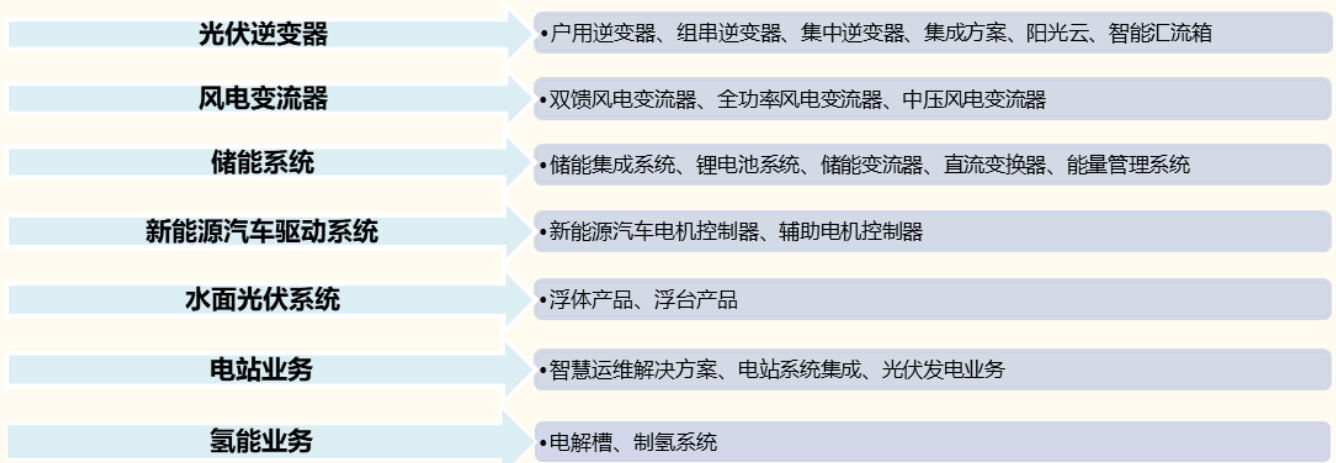 光伏逆变器
•户用逆变器、组串逆变器、集中逆变器、集成方案、阳光云、智能汇流箱
风电变流器
•双馈风电变流器、全功率风电变流器、中压风电变流器
储能系统
•储能集成系统、锂电池系统、储能变流器、直流变换器、能量管理系统
新能源汽车驱动系统
•新能源汽车电机控制器、辅助电机控制器
水面光伏系统
•浮体产品、浮台产品
电站业务
•智慧运维解决方案、电站系统集成、光伏发电业务
氢能业务
•电解槽、制氢系统